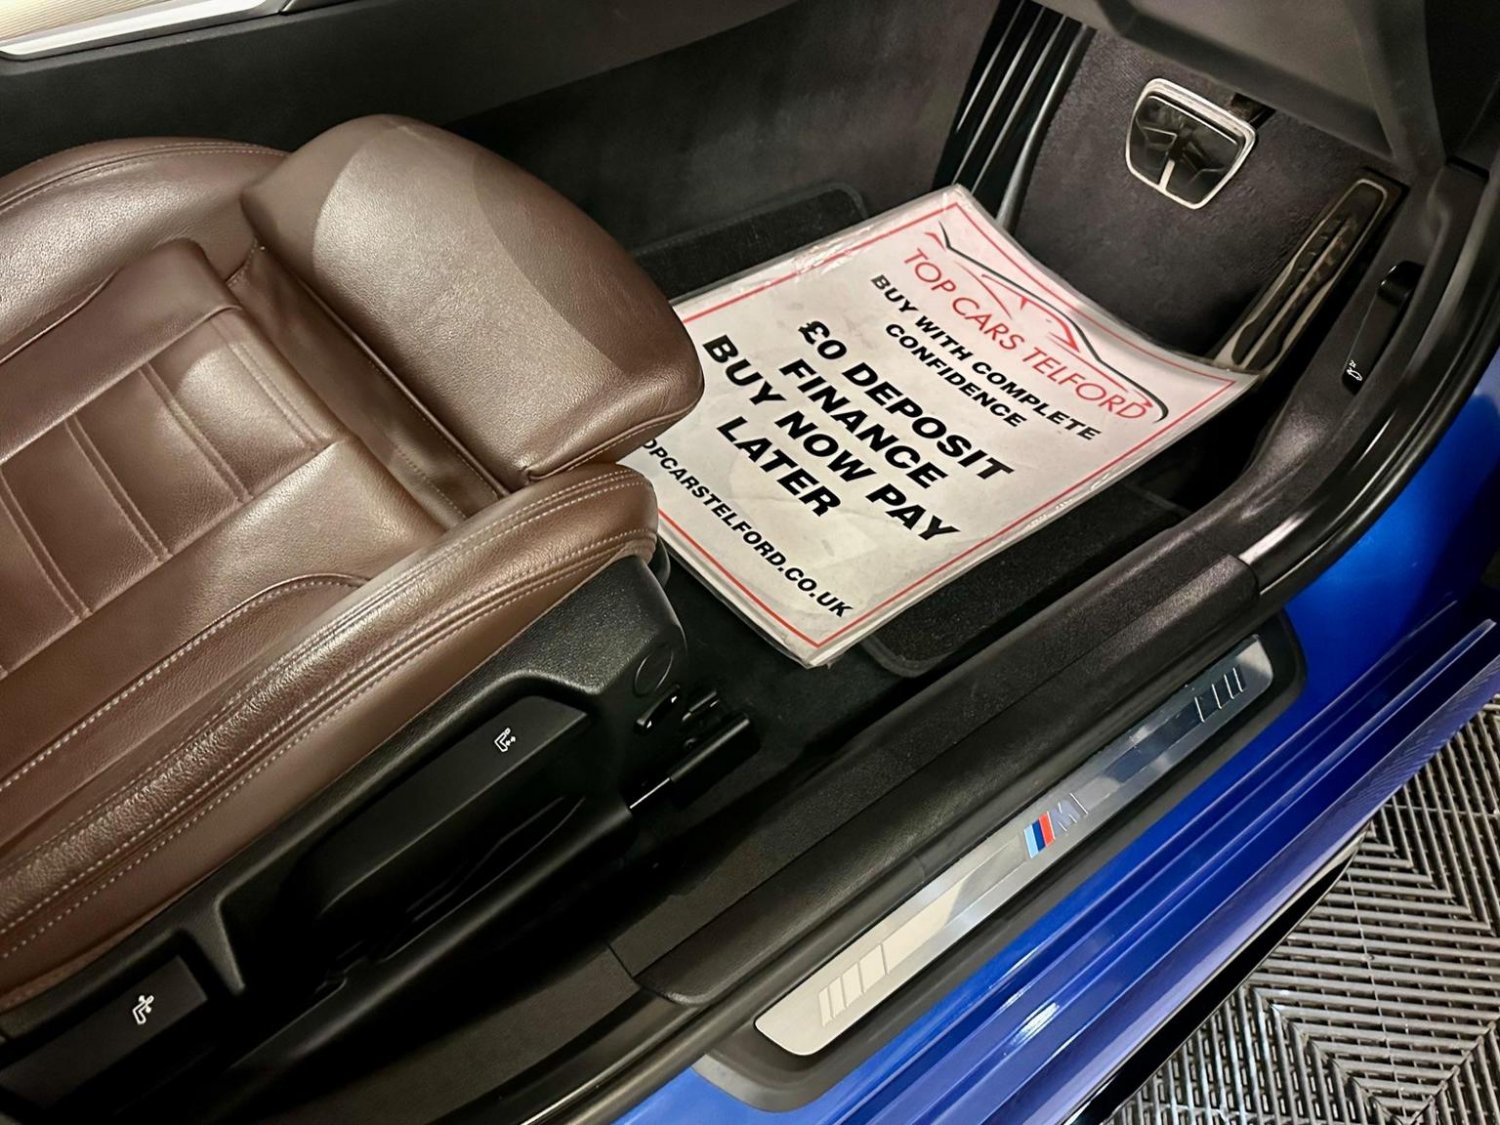 TOP CARS TELFORD
BUY WITH COMPLETE
CONFIDENCE
£0 DEPOSIT
FINANCE
BUY NOW PAY
LATER
OPCARSTELFORD.CO.UK
M